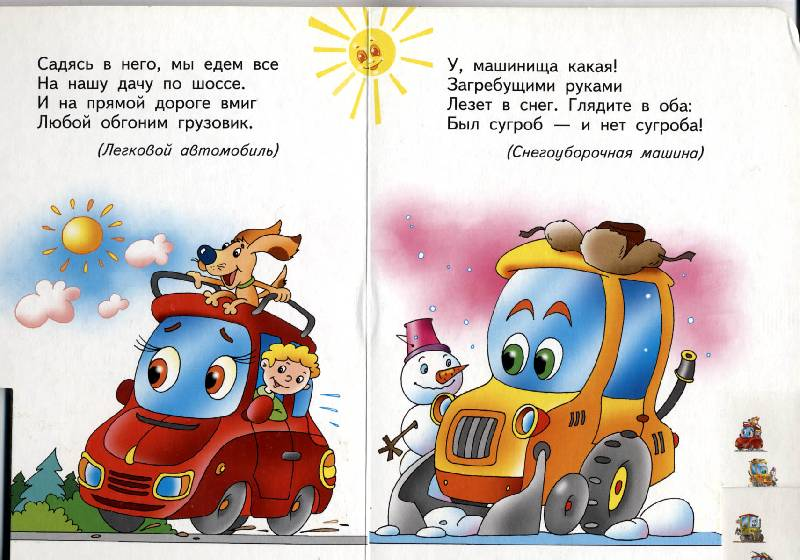 Садясь в него, мы едем все
На нашу дачу по шоссе.
И на прямой дороге вмиг
Любой обгоним грузовик.
(Легковой автомобиль)
У, машинища какая!
Загребущими руками
Лезет в снег. Глядите в оба:
Был сугроб — и нет сугроба!
(Снегоуборочная машина)